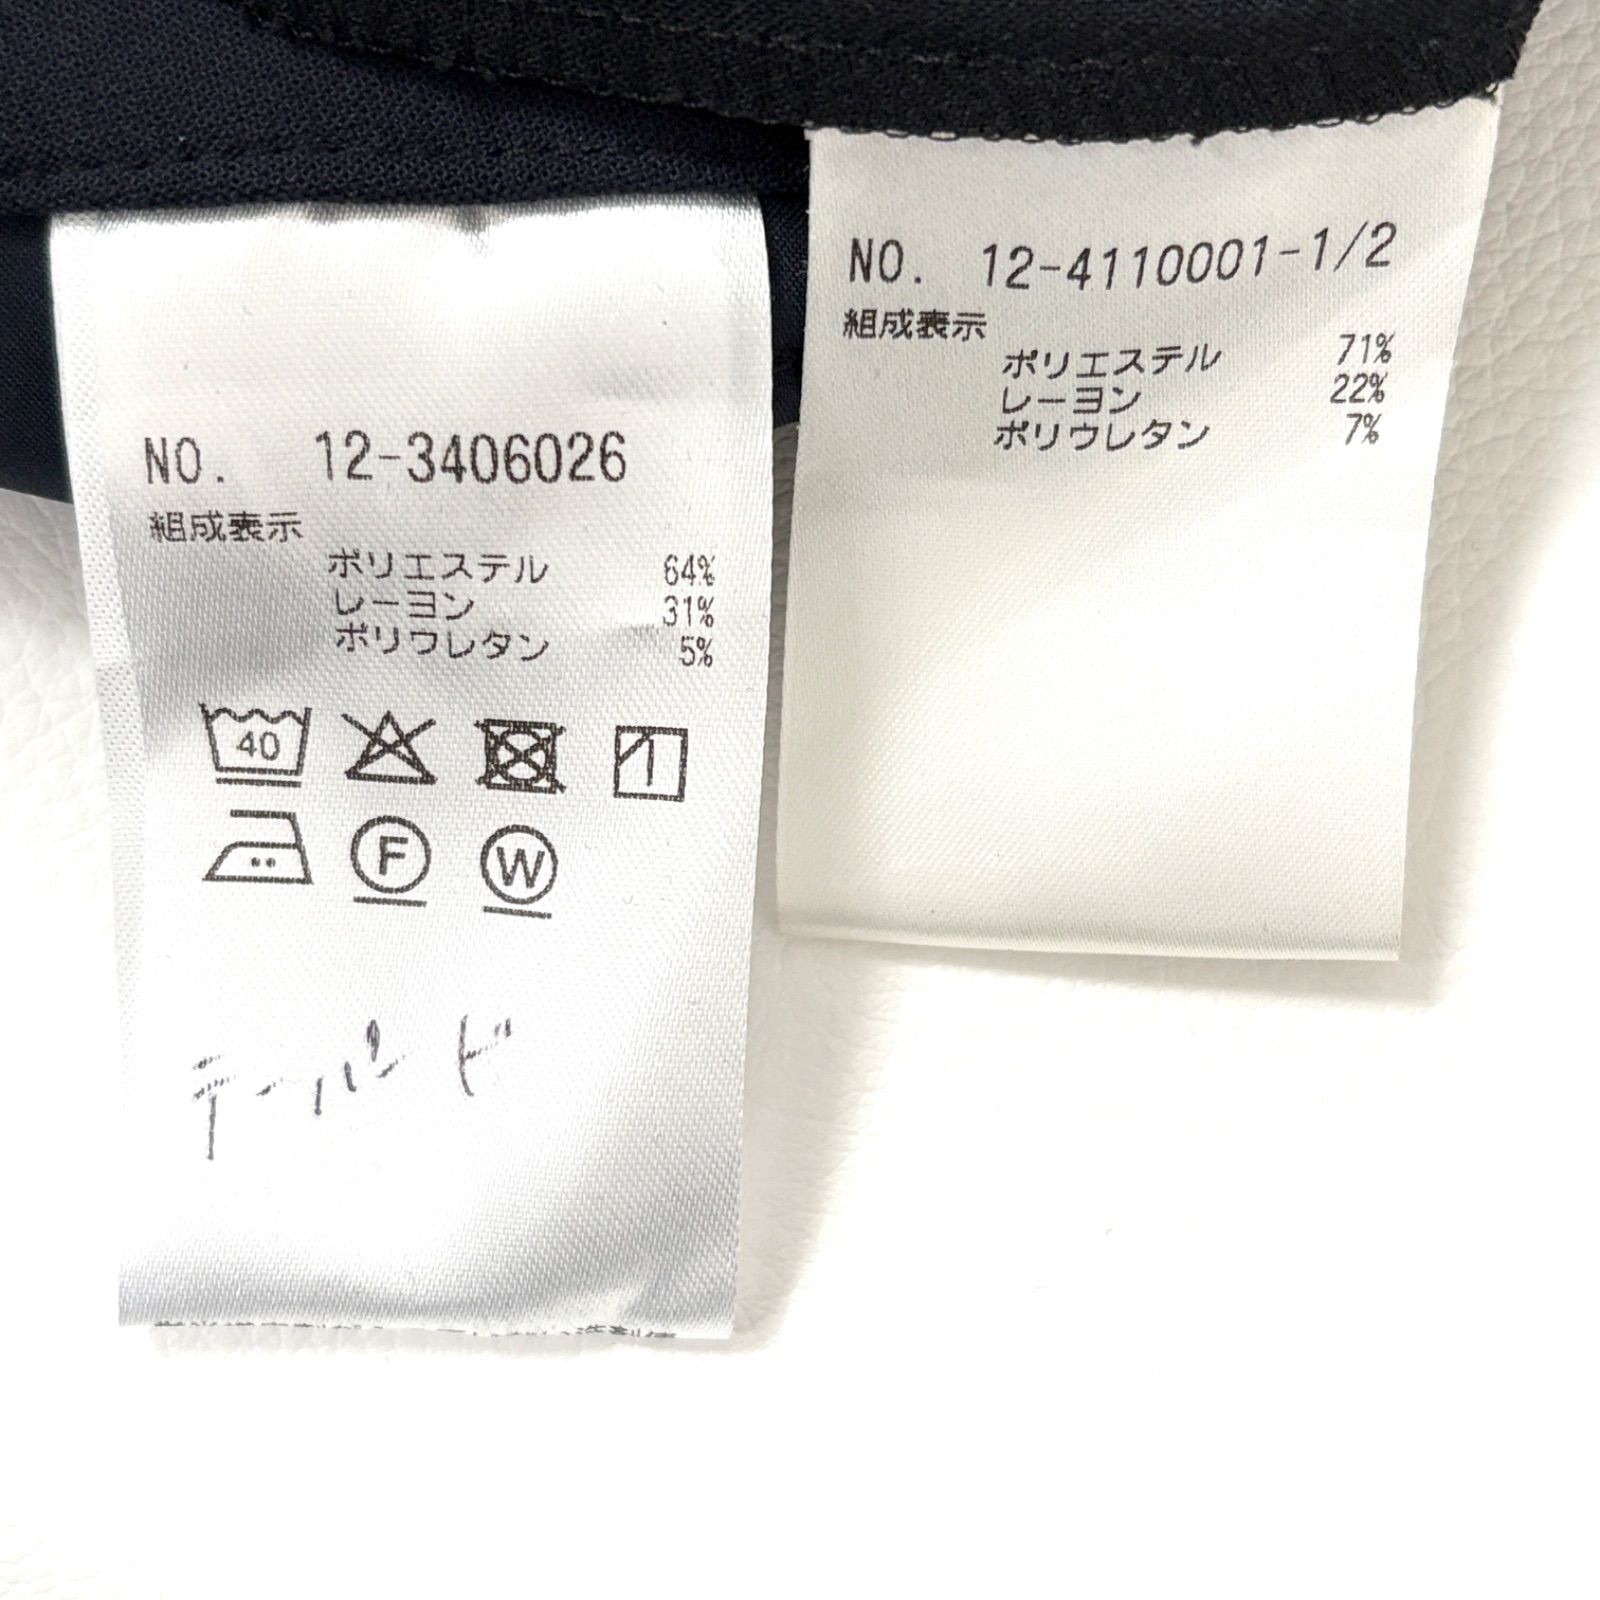 NO. 12-3406026
組成表示
ポリエステル 64%
レーヨン 31%
ポリウレタン 5%
40
F
W
テーパード
NO. 12-4110001-1/2
組成表示
ポリエステル 71%
レーヨン 22%
ポリウレタン 7%